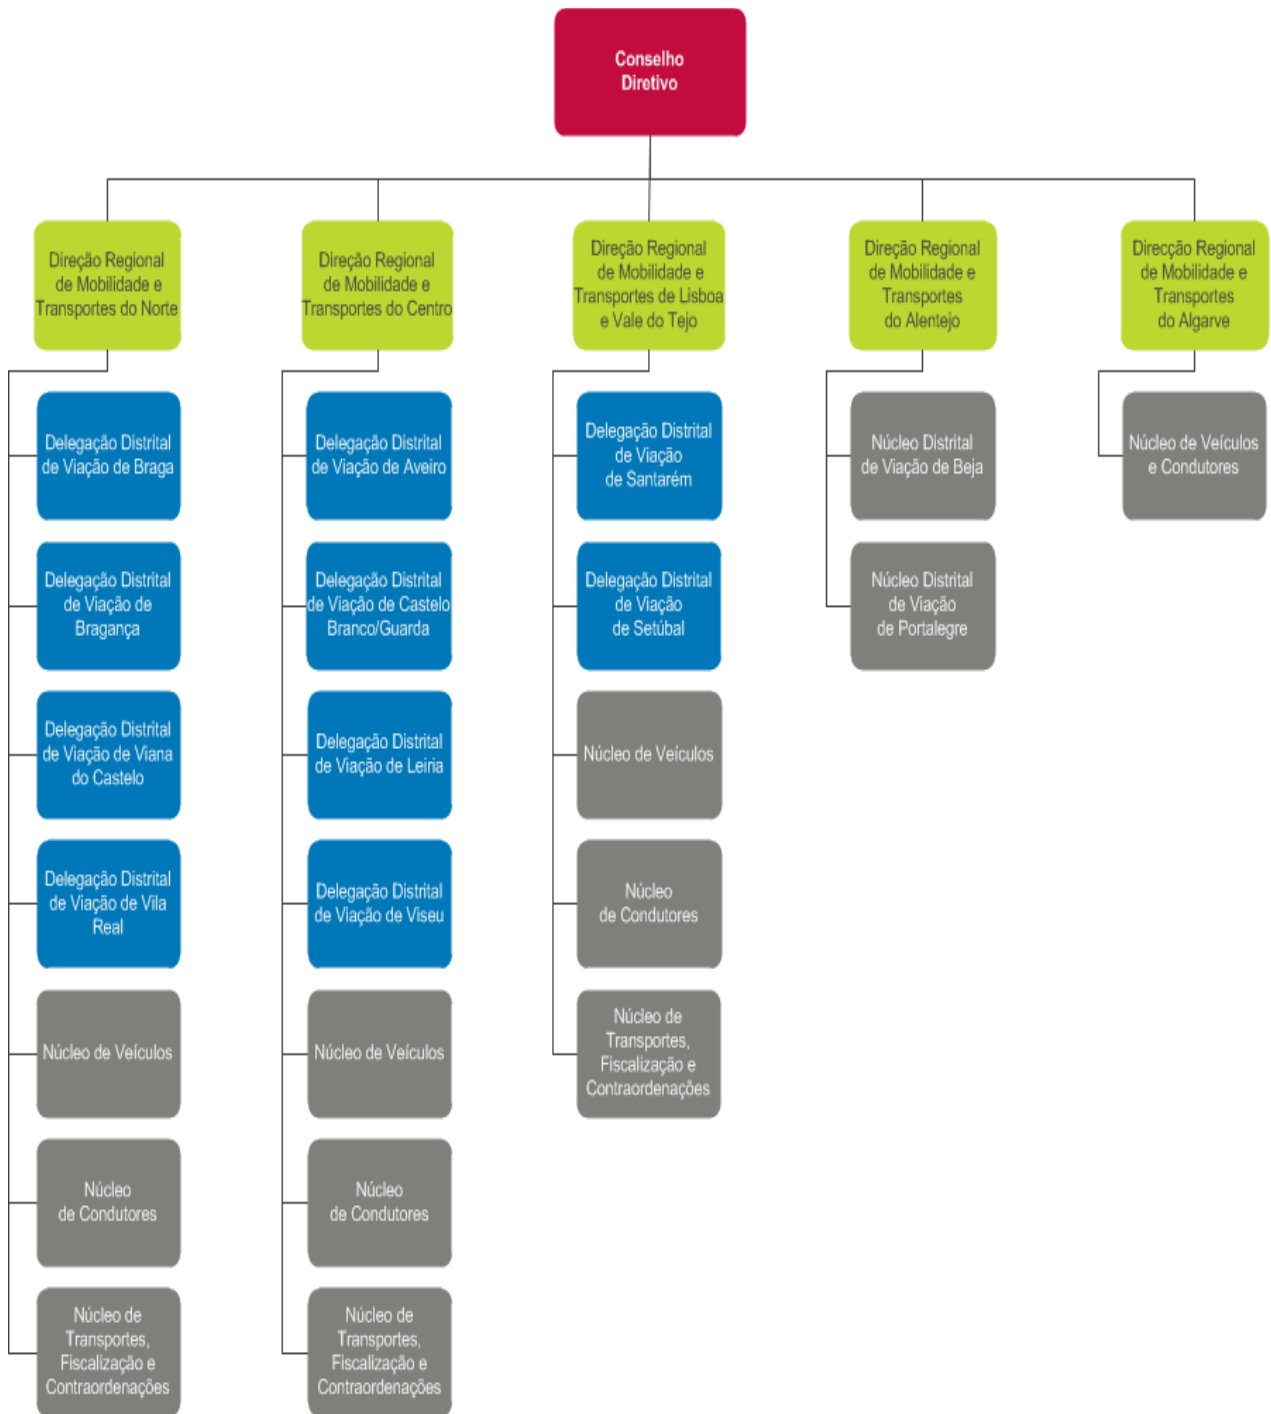 Conselho
Diretivo
Direção Regional
de Mobilidade e
Transportes do Norte
Direção Regional
de Mobilidade e
Transportes do Centro
Direção Regional
de Mobilidade e
Transportes de Lisboa
e Vale do Tejo
Direção Regional
de Mobilidade e
Transportes
do Alentejo
Direcção Regional
de Mobilidade e
Transportes
do Algarve
Delegação Distrital
de Viação de Braga
Delegação Distrital
de Viação de
Bragança
Delegação Distrital
de Viação de Viana
do Castelo
Delegação Distrital
de Viação de Vila
Real
Núcleo de Veículos
Núcleo
de Condutores
Núcleo de
Transportes,
Fiscalização e
Contraordenações
Delegação Distrital
de Viação de Aveiro
Delegação Distrital
de Viação de Castelo
Branco/Guarda
Delegação Distrital
de Viação de Leiria
Delegação Distrital
de Viação de Viseu
Núcleo de Veículos
Núcleo
de Condutores
Núcleo de
Transportes,
Fiscalização e
Contraordenações
Delegação Distrital
de Viação
de Santarém
Delegação Distrital
de Viação
de Setúbal
Núcleo de Veículos
Núcleo
de Condutores
Núcleo de
Transportes,
Fiscalização e
Contraordenações
Núcleo Distrital
de Viação de Beja
Núcleo Distrital
de Viação
de Portalegre
Núcleo de Veículos
e Condutores